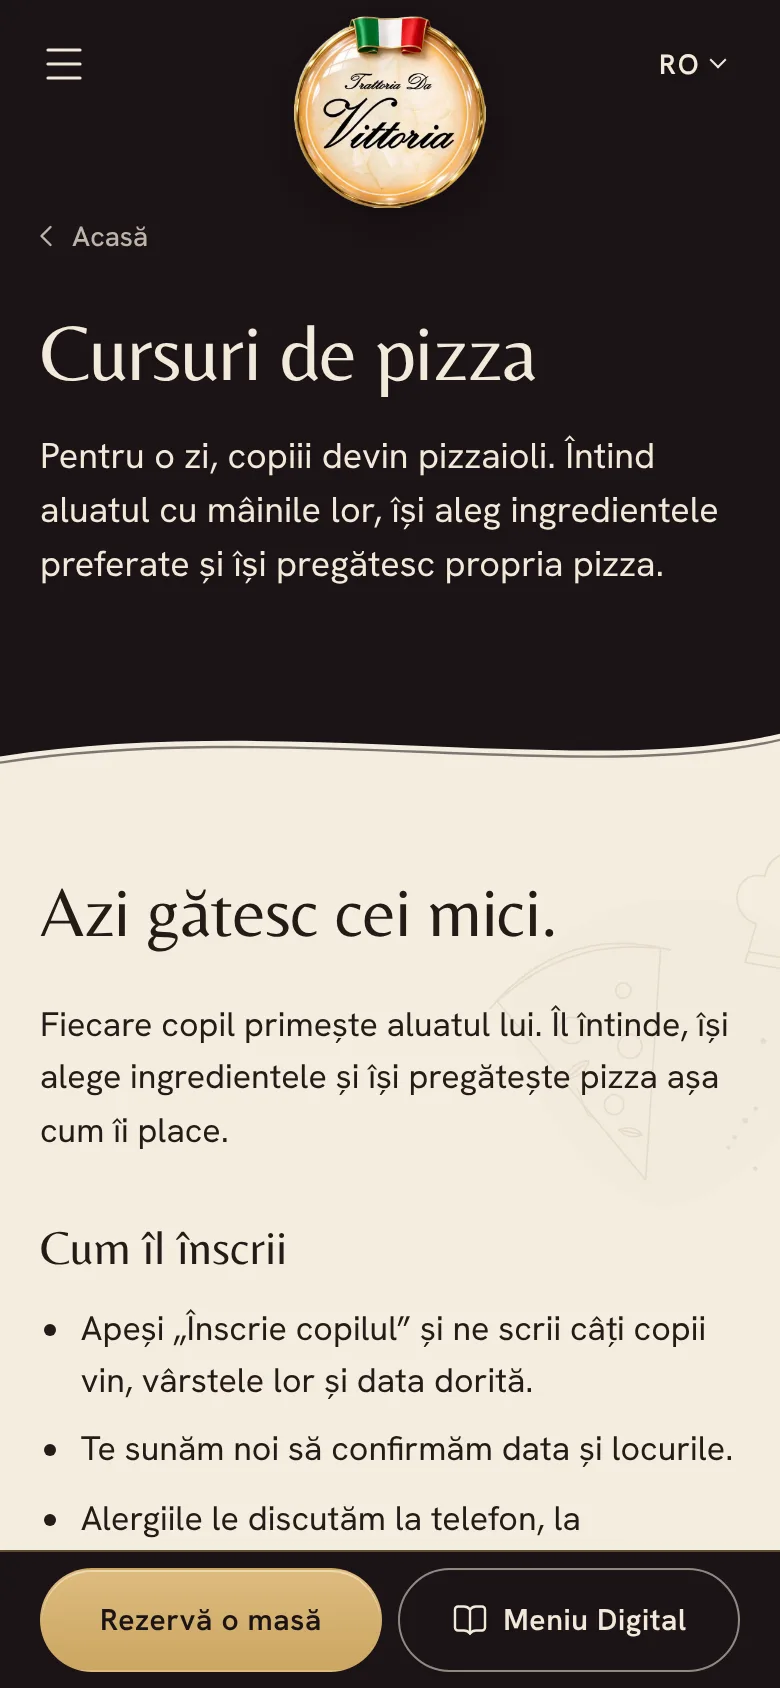 RO
Trattoria Da
Vittoria
Acasă
Cursuri de pizza
Pentru o zi, copiii devin pizzaioli. Întind
aluatul cu mâinile lor, își aleg ingredientele
preferate și își pregătesc propria pizza.
Azi gătesc cei mici.
Fiecare copil primește aluatul lui. Îl întinde, își
alege ingredientele și își pregătește pizza așa
cum îi place.
Cum îl înscrii
• Apeși „Înscrie copilul” și ne scrii câți copii
vin, vârstele lor și data dorită.
• Te sunăm noi să confirmăm data și locurile.
• Alergiile le discutăm la telefon, la
Rezervă o masă
Meniu Digital